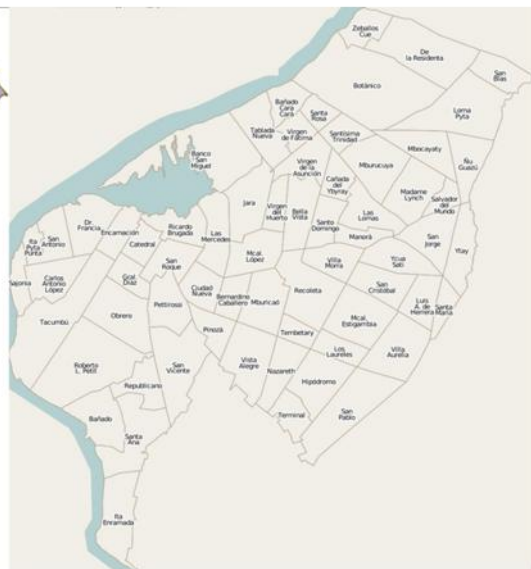 Zeballos
Cue
De
la Residenta
San
Blas
Botánico
Loma
Pyta
Bañado
Cara
Cara
Santa
Rosa
Tablada
Nueva
Virgen
de Fátima
Santísima
Trinidad
Mbocayaty
Ñu
Guazú
Banco
San
Miguel
Virgen
de la
Asunción
Mburucuya
Cañada
del
Ybyray
Madame
Lynch
Salvador
del
Mundo
Jara
Virgen
del
Huerto
Bella
Vista
Las
Lomas
Santo
Domingo
Dr.
Francia
Encarnación
Ricardo
Brugada
Las
Mercedes
Manorá
San
Jorge
Ytay
Ita
Pyta
Punta
San
Antonio
Catedral
San
Roque
Mcal.
López
Villa
Morra
Ycua
Sati
Sajonia
Carlos
Antonio
López
Gral.
Díaz
Ciudad
Nueva
Bernardino
Caballero
Mburicaó
Recoleta
San
Cristóbal
Luis
A. de
Herrera
Santa
María
Tacumbú
Obrero
Pettirossi
Pinozá
Tembetary
Mcal.
Estigarribia
Los
Laureles
Villa
Aurelia
Roberto
L. Petit
San
Vicente
Vista
Alegre
Nazareth
Hipódromo
Republicano
Bañado
Santa
Ana
Terminal
San
Pablo
Ita
Enramada